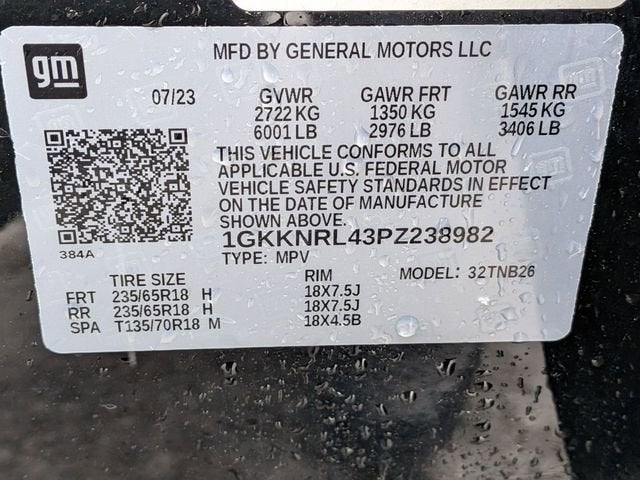 gm
MFD BY GENERAL MOTORS LLC
07/23 GVWR GAWR FRT GAWR RR
2722 KG 1350 KG 1545 KG
6001 LB 2976 LB 3406 LB
THIS VEHICLE CONFORMS TO ALL
APPLICABLE U.S. FEDERAL MOTOR
VEHICLE SAFETY STANDARDS IN EFFECT
ON THE DATE OF MANUFACTURE
SHOWN ABOVE.
384A
1GKKNRL43PZ238982
TYPE: MPV MODEL: 32TNB26
TIRE SIZE RIM
FRT 235/65R18 H 18X7.5J
RR 235/65R18 H 18X7.5J
SPA T135/70R18 M 18X4.5B